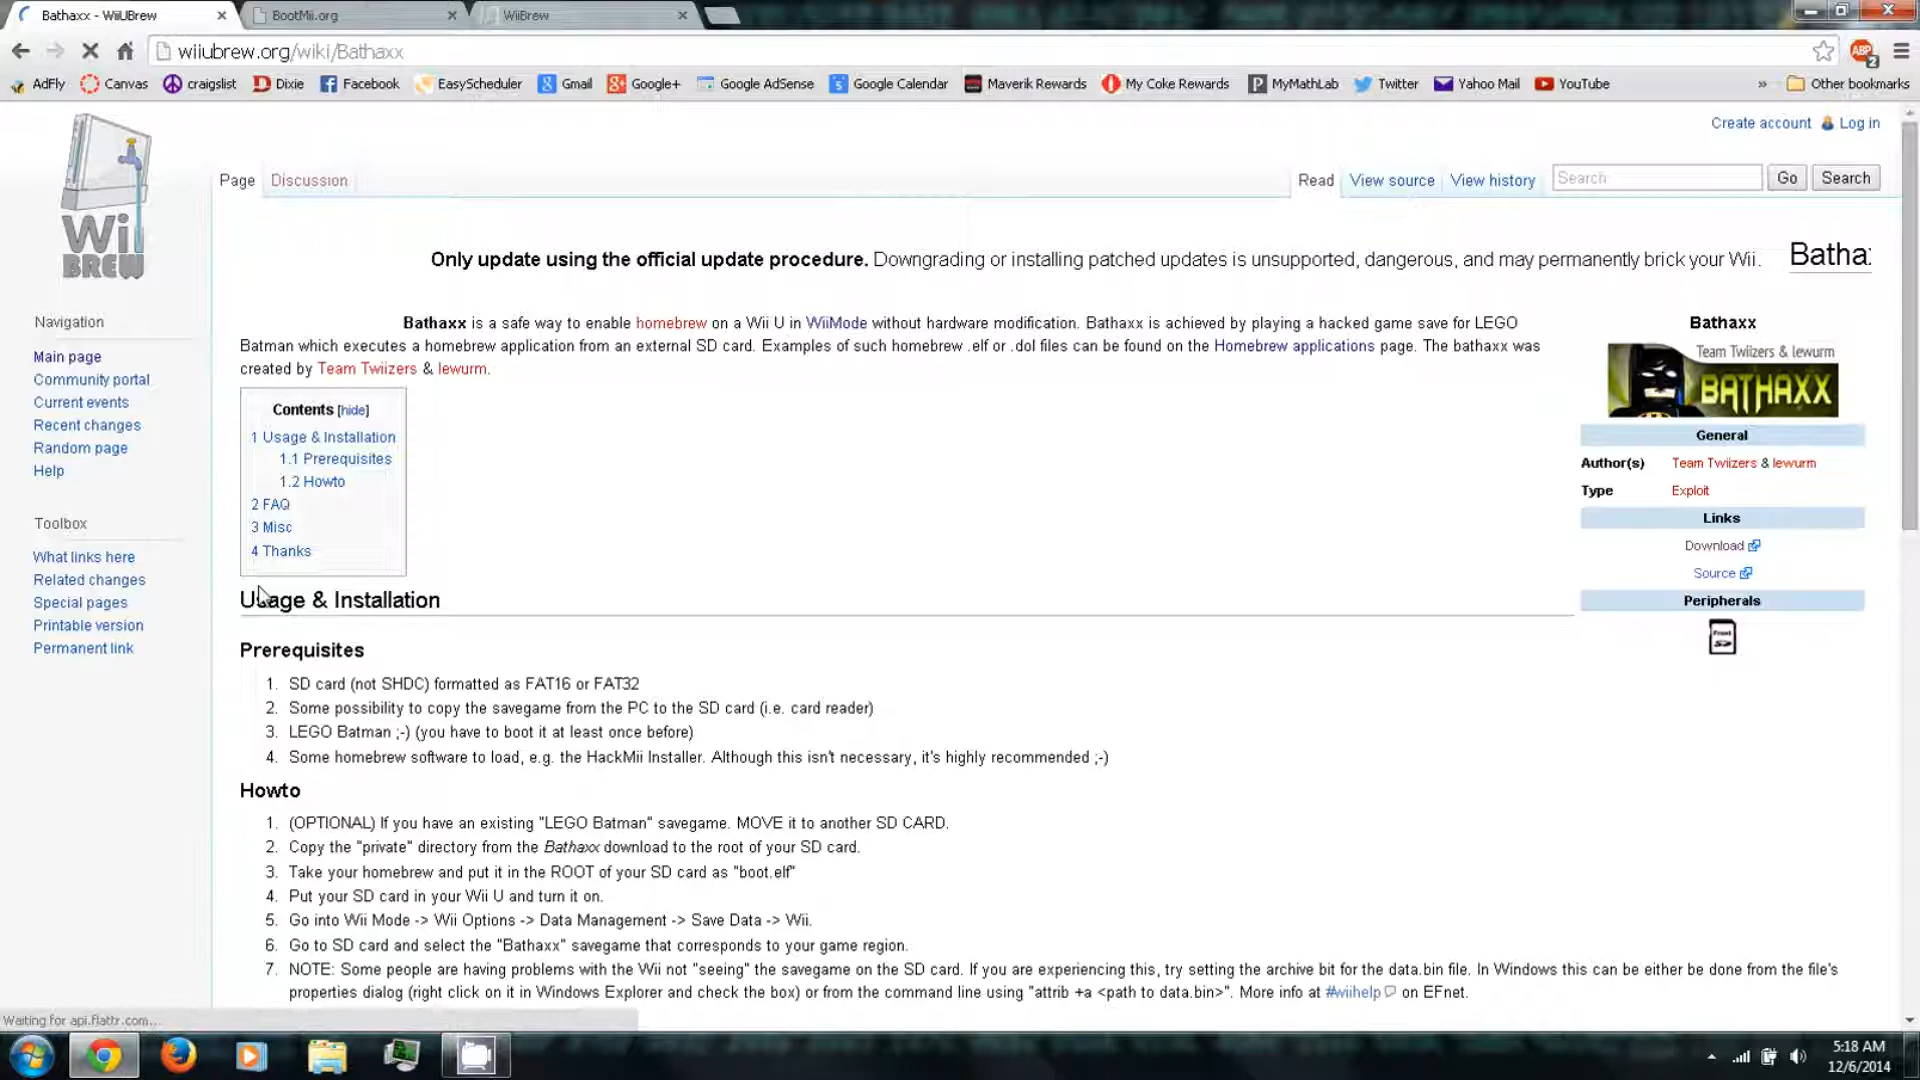 Bathaxx - WiiUBrew
BootMii.org
WiiBrew
wiiubrew.org/wiki/Bathaxx
ABP
2
AdFly Canvas craigslist Dixie Facebook EasyScheduler Gmail Google+ Google AdSense Google Calendar Maverik Rewards My Coke Rewards MyMathLab Twitter Yahoo Mail YouTube » Other bookmarks
Create account Log in
Wii
BREW
Page Discussion Read View source View history Search Go Search
Only update using the official update procedure. Downgrading or installing patched updates is unsupported, dangerous, and may permanently brick your Wii.
Batha
Navigation
Main page
Community portal
Current events
Recent changes
Random page
Help
Toolbox
What links here
Related changes
Special pages
Printable version
Permanent link
Bathaxx is a safe way to enable homebrew on a Wii U in WiiMode without hardware modification. Bathaxx is achieved by playing a hacked game save for LEGO
Batman which executes a homebrew application from an external SD card. Examples of such homebrew .elf or .dol files can be found on the Homebrew applications page. The bathaxx was
created by Team Twiizers & lewurm.
Contents [hide]
1 Usage & Installation
1.1 Prerequisites
1.2 Howto
2 FAQ
3 Misc
4 Thanks
Bathaxx
Team Twiizers & lewurm
BATHAXX
General
Author(s) Team Twiizers & lewurm
Type Exploit
Links
Download
Source
Peripherals
Front
SD
Usage & Installation
Prerequisites
1. SD card (not SHDC) formatted as FAT16 or FAT32
2. Some possibility to copy the savegame from the PC to the SD card (i.e. card reader)
3. LEGO Batman ;-) (you have to boot it at least once before)
4. Some homebrew software to load, e.g. the HackMii Installer. Although this isn't necessary, it's highly recommended ;-)
Howto
1. (OPTIONAL) If you have an existing "LEGO Batman" savegame. MOVE it to another SD CARD.
2. Copy the "private" directory from the Bathaxx download to the root of your SD card.
3. Take your homebrew and put it in the ROOT of your SD card as "boot.elf"
4. Put your SD card in your Wii U and turn it on.
5. Go into Wii Mode -> Wii Options -> Data Management -> Save Data -> Wii.
6. Go to SD card and select the "Bathaxx" savegame that corresponds to your game region.
7. NOTE: Some people are having problems with the Wii not "seeing" the savegame on the SD card. If you are experiencing this, try setting the archive bit for the data.bin file. In Windows this can be either be done from the file's
properties dialog (right click on it in Windows Explorer and check the box) or from the command line using "attrib +a <path to data.bin>". More info at #wiihelp on EFnet.
Waiting for api.flattr.com...
5:18 AM
12/6/2014